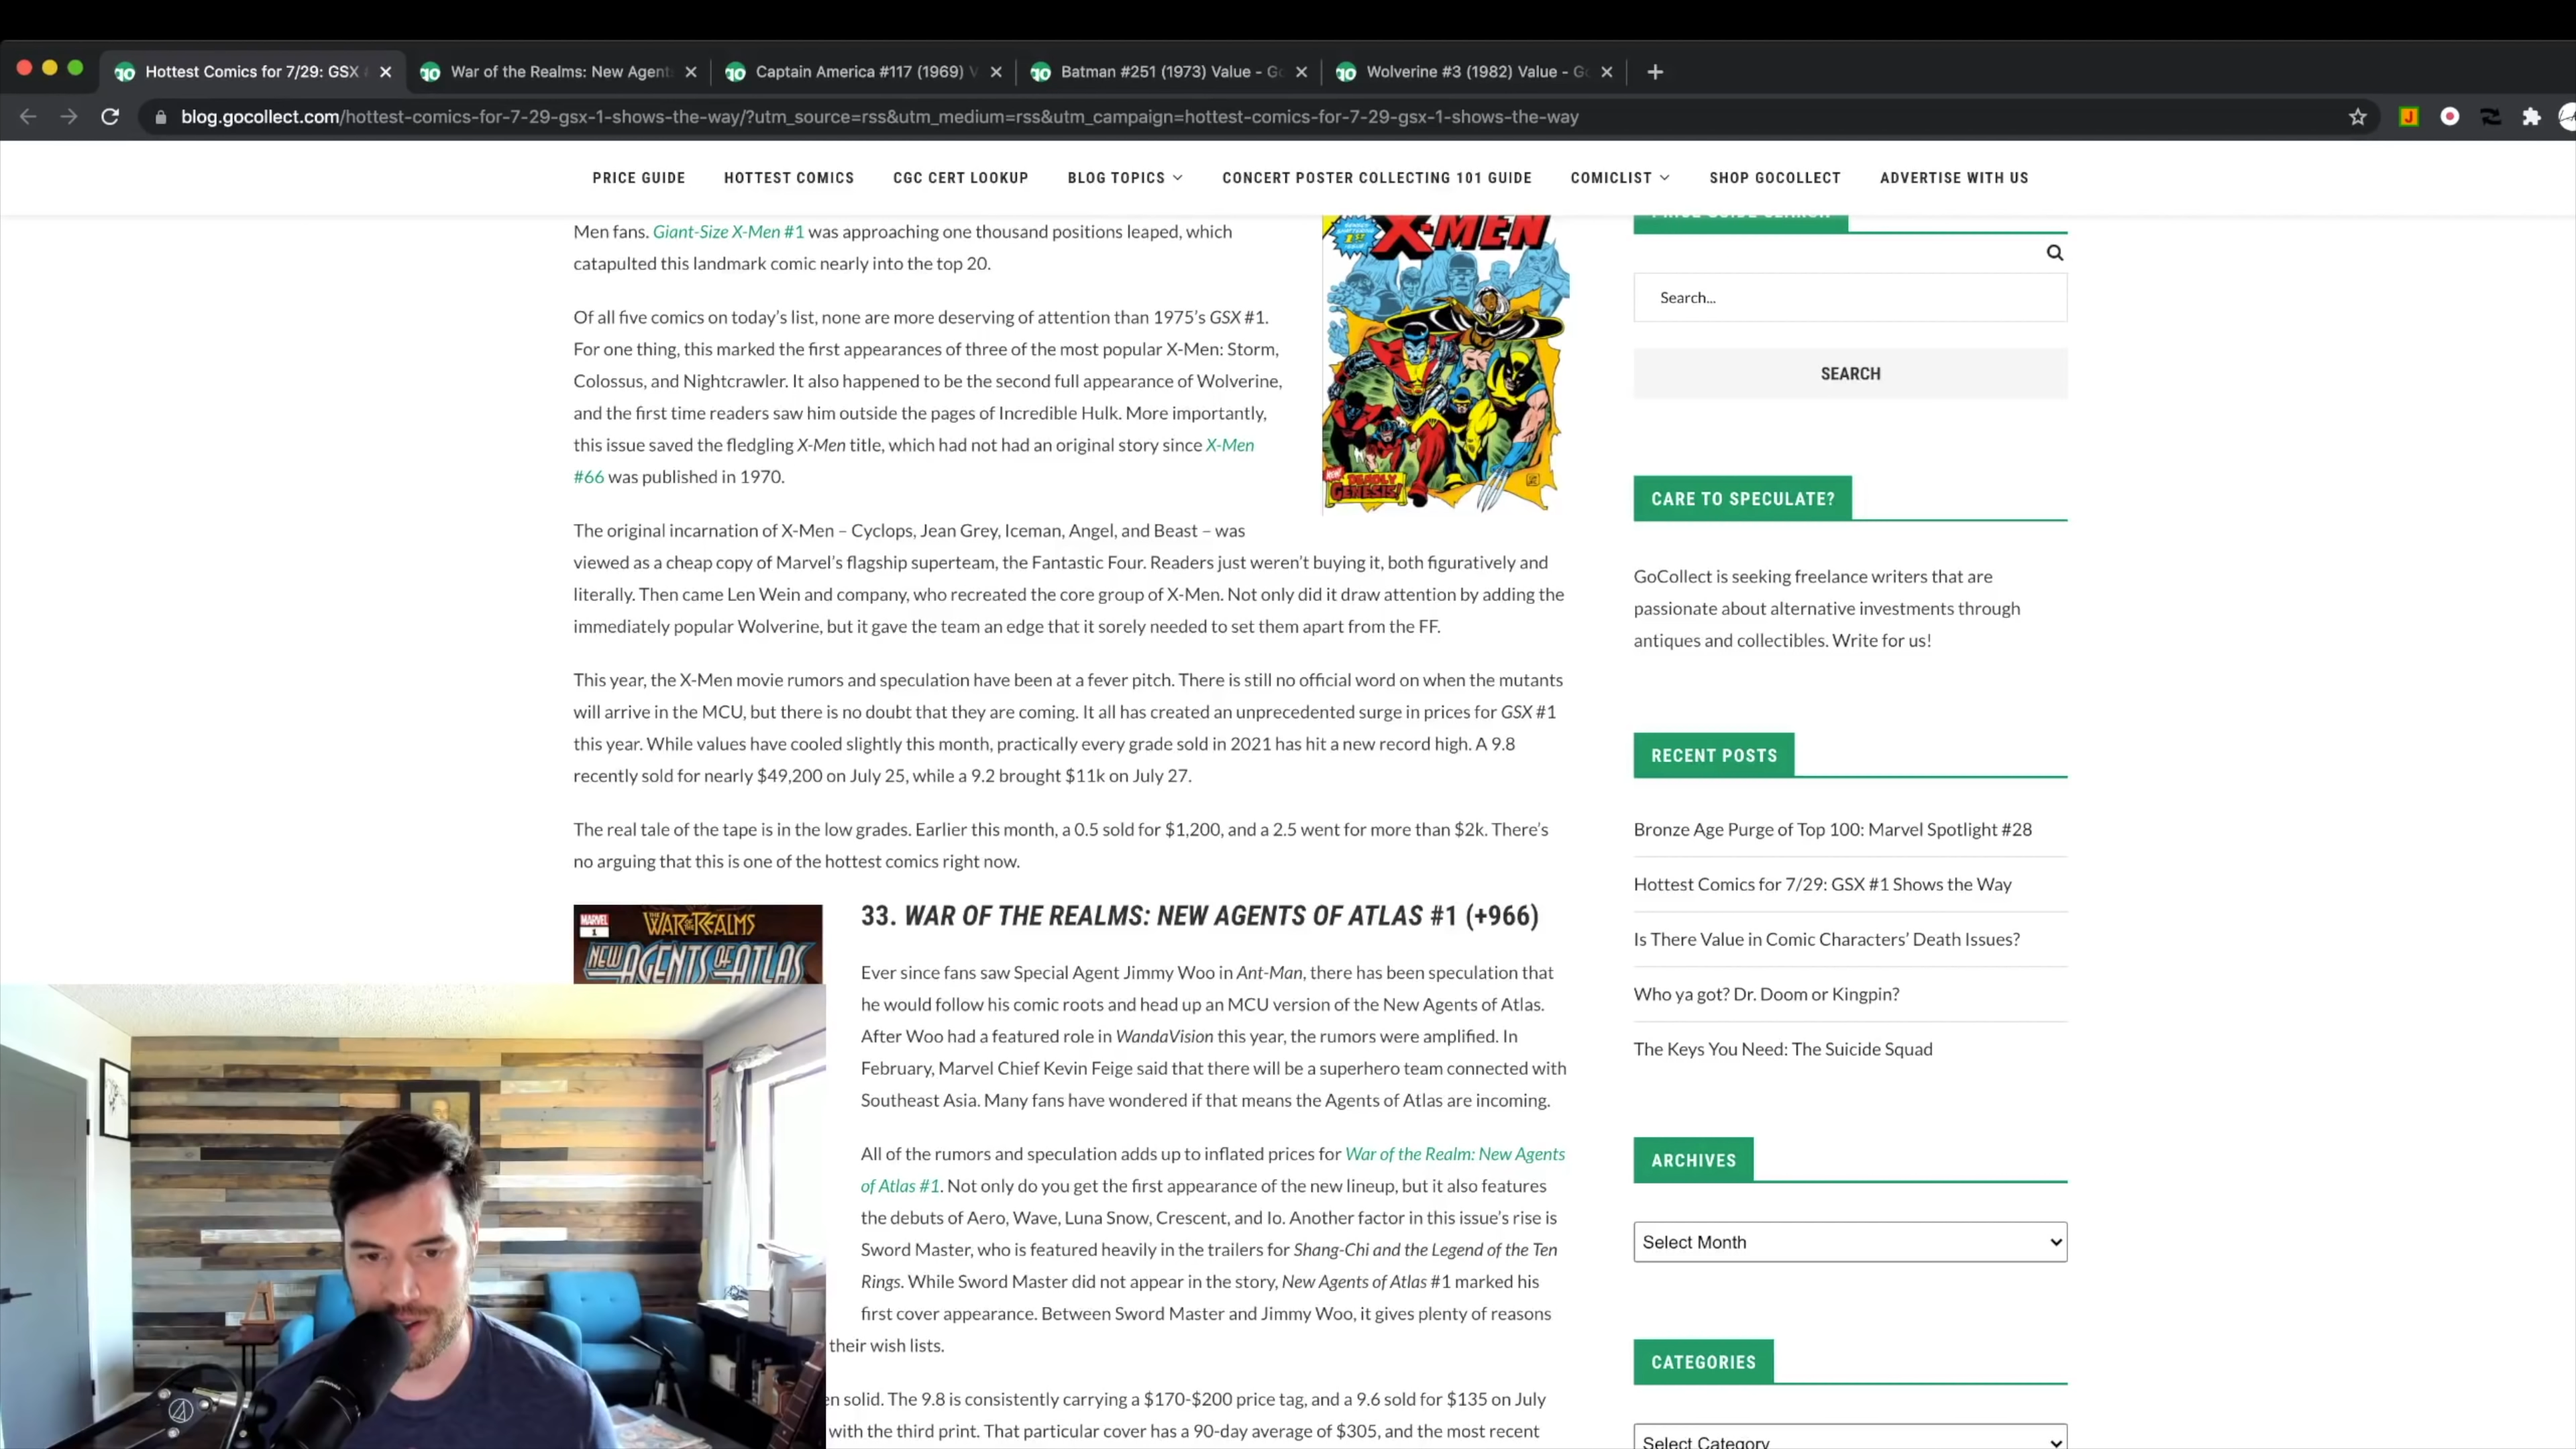 Hottest Comics for 7/29: GSX
War of the Realms: New Agent
Captain America #117 (1969)
Batman #251 (1973) Value - G
Wolverine #3 (1982) Value - G
blog.gocollect.com/hottest-comics-for-7-29-gsx-1-shows-the-way/?utm_source=rss&utm_medium=rss&utm_campaign=hottest-comics-for-7-29-gsx-1-shows-the-way
PRICE GUIDE HOTTEST COMICS CGC CERT LOOKUP BLOG TOPICS CONCERT POSTER COLLECTING 101 GUIDE COMICLIST SHOP GOCOLLECT ADVERTISE WITH US
Men fans. Giant-Size X-Men #1 was approaching one thousand positions leaped, which
catapulted this landmark comic nearly into the top 20.
Of all five comics on today's list, none are more deserving of attention than 1975's GSX #1.
For one thing, this marked the first appearances of three of the most popular X-Men: Storm,
Colossus, and Nightcrawler. It also happened to be the second full appearance of Wolverine,
and the first time readers saw him outside the pages of Incredible Hulk. More importantly,
this issue saved the fledgling X-Men title, which had not had an original story since X-Men
#66 was published in 1970.
X-MEN
DEADLY
GENESIS!
The original incarnation of X-Men – Cyclops, Jean Grey, Iceman, Angel, and Beast – was
viewed as a cheap copy of Marvel's flagship superteam, the Fantastic Four. Readers just weren't buying it, both figuratively and
literally. Then came Len Wein and company, who recreated the core group of X-Men. Not only did it draw attention by adding the
immediately popular Wolverine, but it gave the team an edge that it sorely needed to set them apart from the FF.
This year, the X-Men movie rumors and speculation have been at a fever pitch. There is still no official word on when the mutants
will arrive in the MCU, but there is no doubt that they are coming. It all has created an unprecedented surge in prices for GSX #1
this year. While values have cooled slightly this month, practically every grade sold in 2021 has hit a new record high. A 9.8
recently sold for nearly $49,200 on July 25, while a 9.2 brought $11k on July 27.
The real tale of the tape is in the low grades. Earlier this month, a 0.5 sold for $1,200, and a 2.5 went for more than $2k. There's
no arguing that this is one of the hottest comics right now.
MARVEL
1
WAR OF THE REALMS
NEW AGENTS OF ATLAS
33. WAR OF THE REALMS: NEW AGENTS OF ATLAS #1 (+966)
Ever since fans saw Special Agent Jimmy Woo in Ant-Man, there has been speculation that
he would follow his comic roots and head up an MCU version of the New Agents of Atlas.
After Woo had a featured role in WandaVision this year, the rumors were amplified. In
February, Marvel Chief Kevin Feige said that there will be a superhero team connected with
Southeast Asia. Many fans have wondered if that means the Agents of Atlas are incoming.
All of the rumors and speculation adds up to inflated prices for War of the Realm: New Agents
of Atlas #1. Not only do you get the first appearance of the new lineup, but it also features
the debuts of Aero, Wave, Luna Snow, Crescent, and Io. Another factor in this issue's rise is
Sword Master, who is featured heavily in the trailers for Shang-Chi and the Legend of the Ten
Rings. While Sword Master did not appear in the story, New Agents of Atlas #1 marked his
first cover appearance. Between Sword Master and Jimmy Woo, it gives plenty of reasons
their wish lists.
en solid. The 9.8 is consistently carrying a $170-$200 price tag, and a 9.6 sold for $135 on July
with the third print. That particular cover has a 90-day average of $305, and the most recent
PRICE GUIDE SEARCH
Search...
SEARCH
CARE TO SPECULATE?
GoCollect is seeking freelance writers that are
passionate about alternative investments through
antiques and collectibles. Write for us!
RECENT POSTS
Bronze Age Purge of Top 100: Marvel Spotlight #28
Hottest Comics for 7/29: GSX #1 Shows the Way
Is There Value in Comic Characters' Death Issues?
Who ya got? Dr. Doom or Kingpin?
The Keys You Need: The Suicide Squad
ARCHIVES
Select Month
CATEGORIES
Select Category